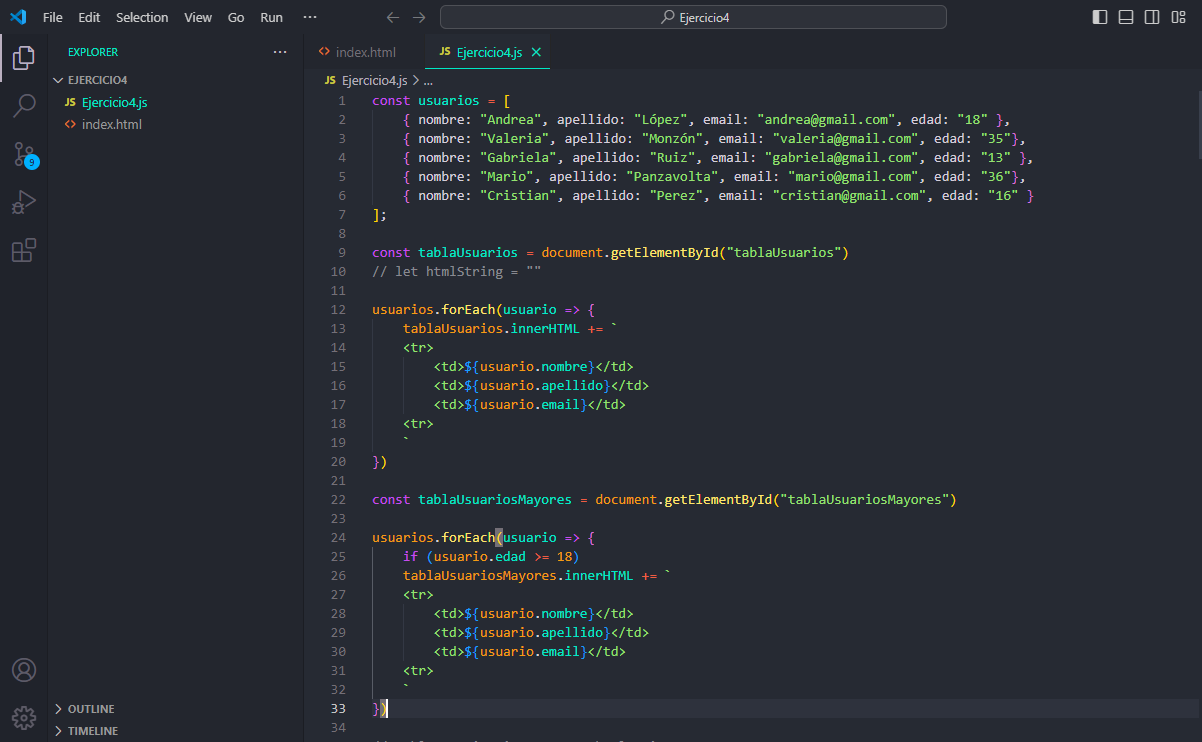 File Edit Selection View Go Run ··· Ejercicio4
EXPLORER ···
EJERCICIO4
JS Ejercicio4.js
<> index.html
9
OUTLINE
TIMELINE
<> index.html JS Ejercicio4.js
JS Ejercicio4.js > ...
1 const usuarios = [
2 { nombre: "Andrea", apellido: "López", email: "andrea@gmail.com", edad: "18" },
3 { nombre: "Valeria", apellido: "Monzón", email: "valeria@gmail.com", edad: "35"},
4 { nombre: "Gabriela", apellido: "Ruiz", email: "gabriela@gmail.com", edad: "13" },
5 { nombre: "Mario", apellido: "Panzavolta", email: "mario@gmail.com", edad: "36"},
6 { nombre: "Cristian", apellido: "Perez", email: "cristian@gmail.com", edad: "16" }
7 ];
8
9 const tablaUsuarios = document.getElementById("tablaUsuarios")
10 // let htmlString = ""
11
12 usuarios.forEach(usuario => {
13 tablaUsuarios.innerHTML += `
14 <tr>
15 <td>${usuario.nombre}</td>
16 <td>${usuario.apellido}</td>
17 <td>${usuario.email}</td>
18 <tr>
19 `
20 })
21
22 const tablaUsuariosMayores = document.getElementById("tablaUsuariosMayores")
23
24 usuarios.forEach(usuario => {
25 if (usuario.edad >= 18)
26 tablaUsuariosMayores.innerHTML += `
27 <tr>
28 <td>${usuario.nombre}</td>
29 <td>${usuario.apellido}</td>
30 <td>${usuario.email}</td>
31 <tr>
32 `
33 })
34